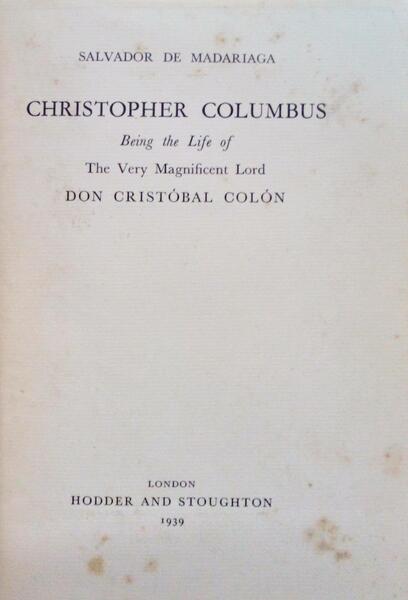 SALVADOR DE MADARIAGA
CHRISTOPHER COLUMBUS
Being the Life of
The Very Magnificent Lord
DON CRISTÓBAL COLÓN
LONDON
HODDER AND STOUGHTON
1939